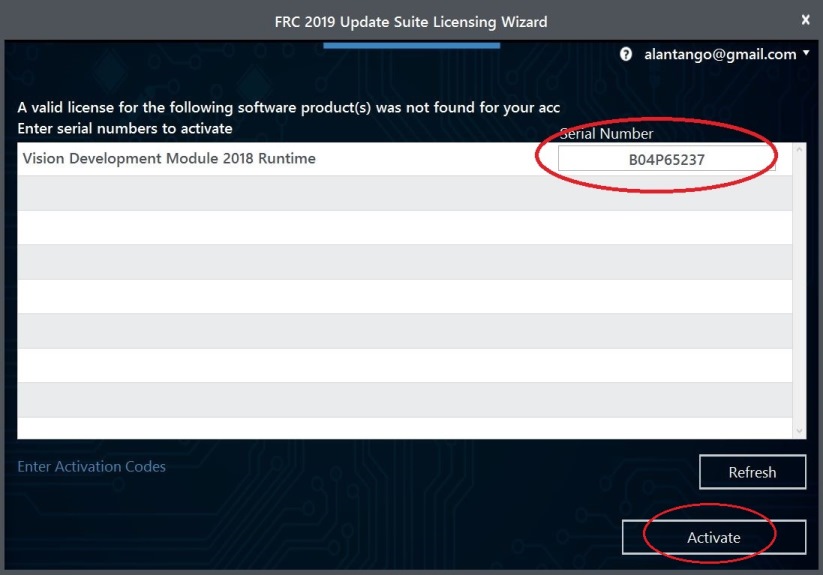 FRC 2019 Update Suite Licensing Wizard
x
? alantango@gmail.com
A valid license for the following software product(s) was not found for your acc
Enter serial numbers to activate
Serial Number
Vision Development Module 2018 Runtime B04P65237
Enter Activation Codes
Refresh
Activate